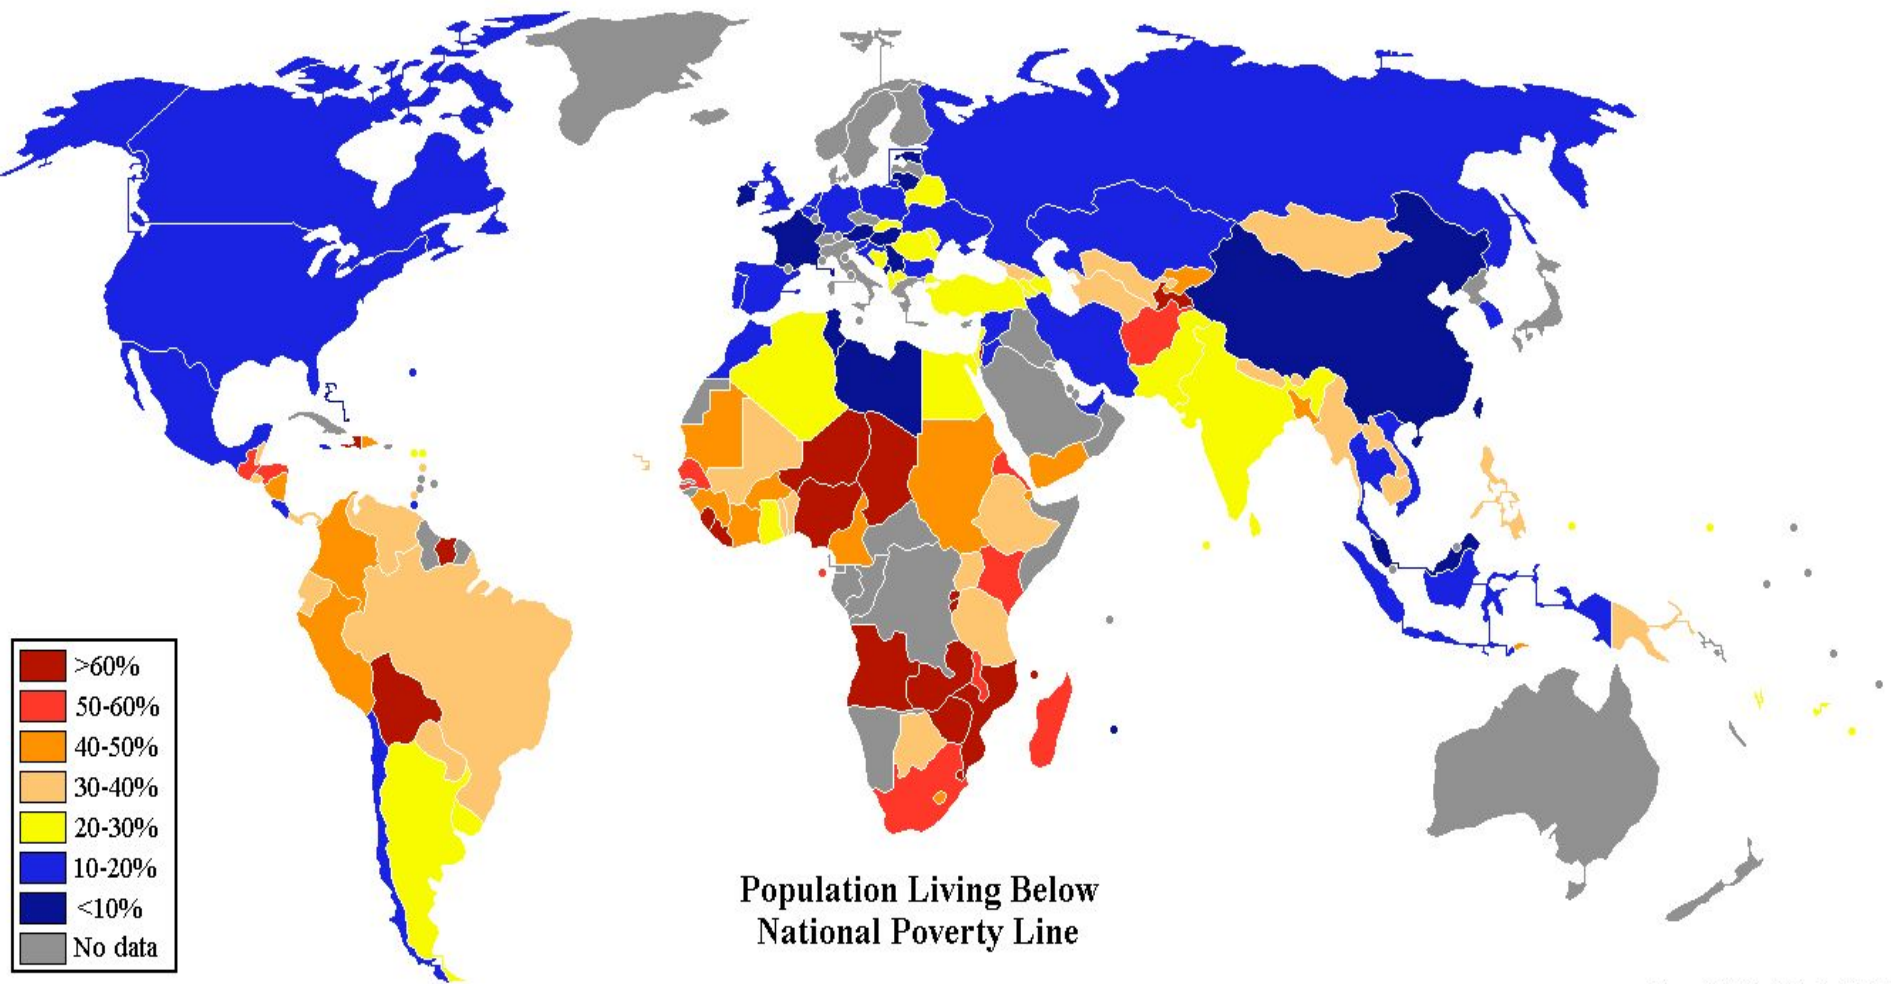 >60%
50-60%
40-50%
30-40%
20-30%
10-20%
<10%
No data
Population Living Below
National Poverty Line